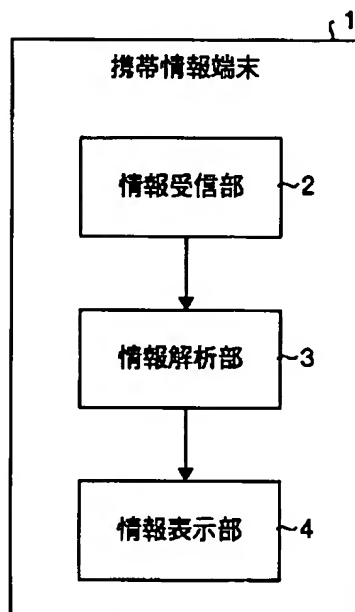 1
携帯情報端末
情報受信部 ~2
情報解析部 ~3
情報表示部 ~4